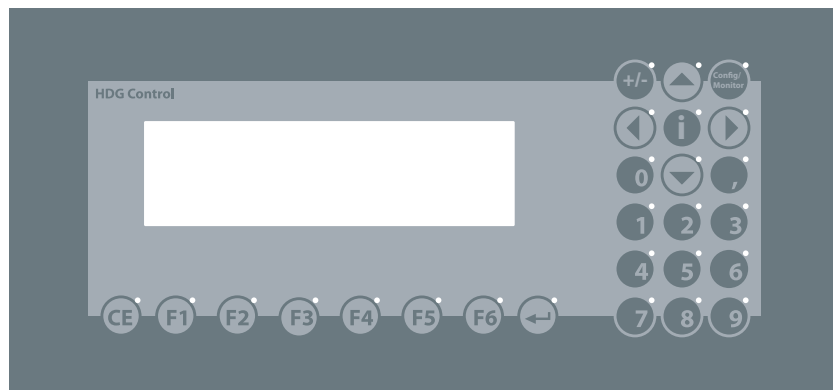 +/- Config/
Monitor
HDG Control
i
0 ,
1 2 3
4 5 6
CE F1 F2 F3 F4 F5 F6 7 8 9